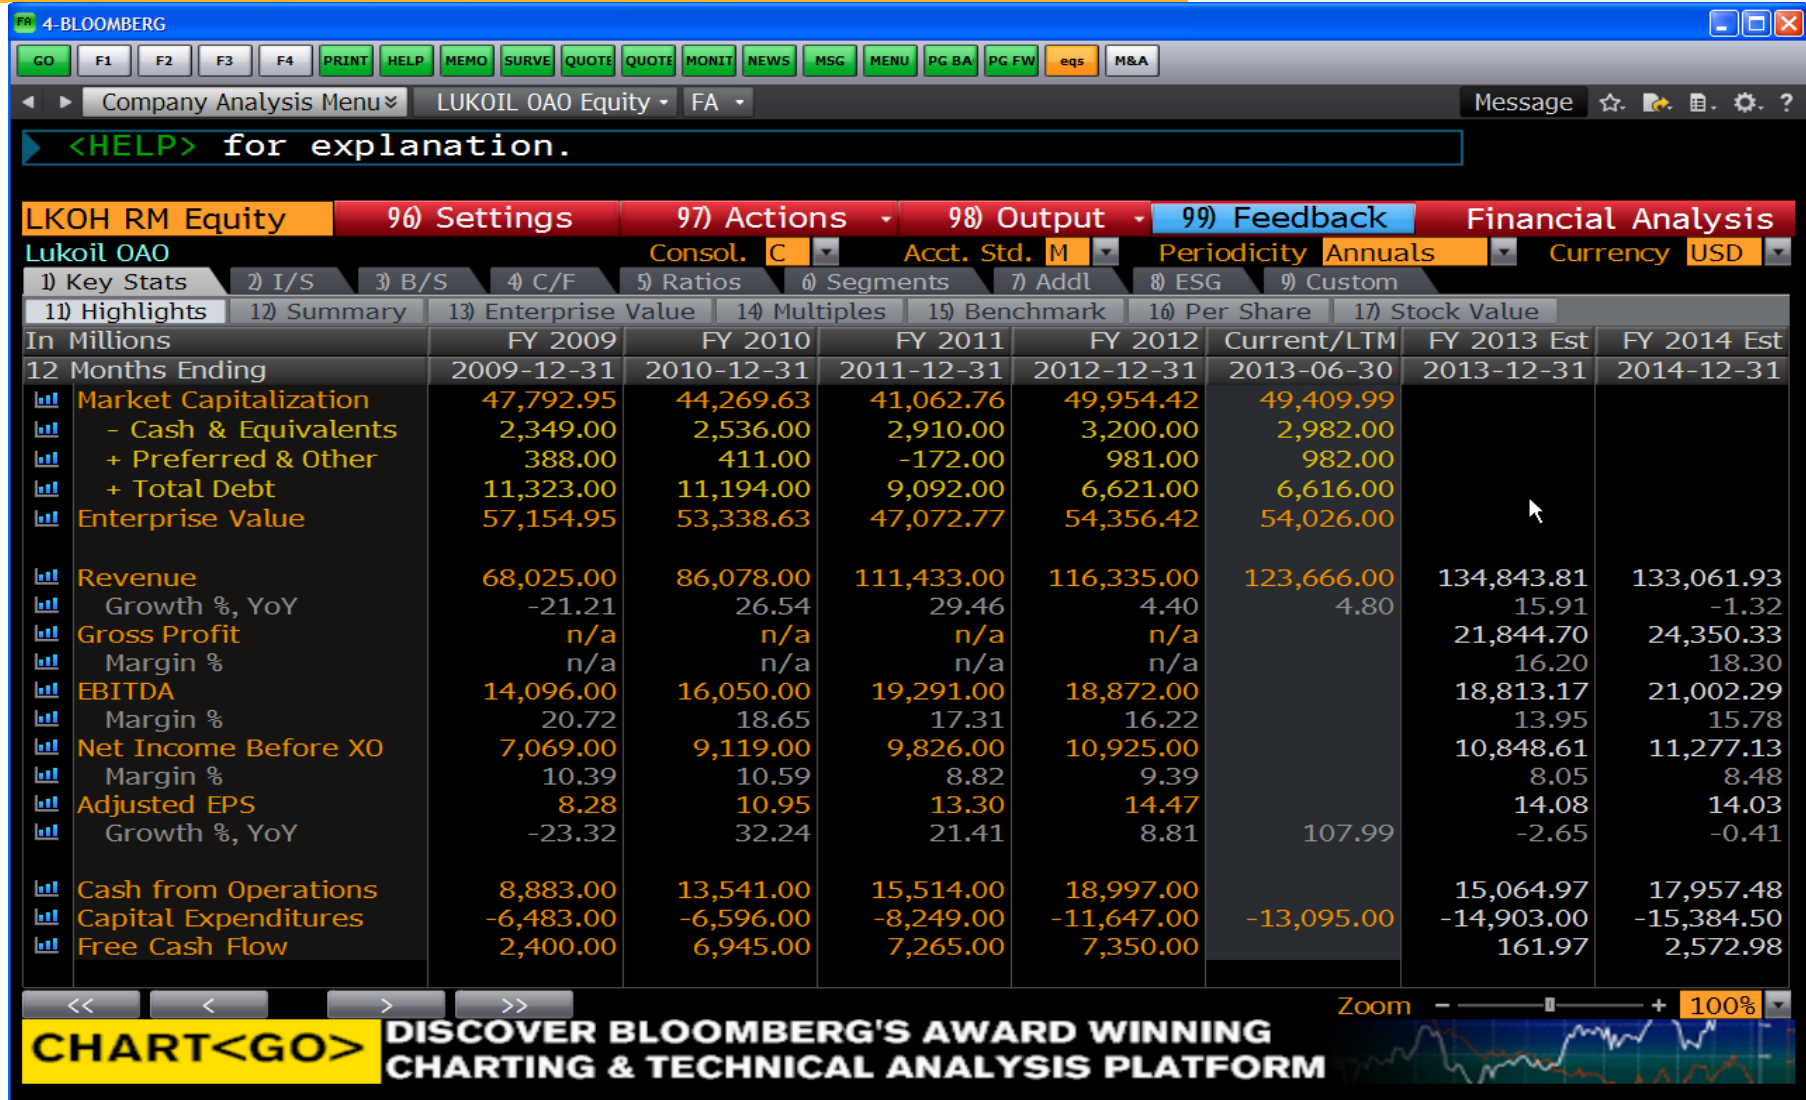 4-BLOOMBERG
GO F1 F2 F3 F4 PRINT HELP MEMO SURVE QUOTE QUOTE MONIT NEWS MSG MENU PG BA PG FW eqs M&A
Company Analysis Menu LUKOIL OAO Equity FA Message ?
<HELP> for explanation.
LKOH RM Equity 96) Settings 97) Actions 98) Output 99) Feedback Financial Analysis
Lukoil OAO Consol. C Acct. Std. M Periodicity Annuals Currency USD
1) Key Stats 2) I/S 3) B/S 4) C/F 5) Ratios 6) Segments 7) Addl 8) ESG 9) Custom
11) Highlights 12) Summary 13) Enterprise Value 14) Multiples 15) Benchmark 16) Per Share 17) Stock Value
In Millions FY 2009 FY 2010 FY 2011 FY 2012 Current/LTM FY 2013 Est FY 2014 Est
12 Months Ending 2009-12-31 2010-12-31 2011-12-31 2012-12-31 2013-06-30 2013-12-31 2014-12-31
Market Capitalization 47,792.95 44,269.63 41,062.76 49,954.42 49,409.99
- Cash & Equivalents 2,349.00 2,536.00 2,910.00 3,200.00 2,982.00
+ Preferred & Other 388.00 411.00 -172.00 981.00 982.00
+ Total Debt 11,323.00 11,194.00 9,092.00 6,621.00 6,616.00
Enterprise Value 57,154.95 53,338.63 47,072.77 54,356.42 54,026.00
Revenue 68,025.00 86,078.00 111,433.00 116,335.00 123,666.00 134,843.81 133,061.93
Growth %, YoY -21.21 26.54 29.46 4.40 4.80 15.91 -1.32
Gross Profit n/a n/a n/a n/a 21,844.70 24,350.33
Margin % n/a n/a n/a n/a 16.20 18.30
EBITDA 14,096.00 16,050.00 19,291.00 18,872.00 18,813.17 21,002.29
Margin % 20.72 18.65 17.31 16.22 13.95 15.78
Net Income Before XO 7,069.00 9,119.00 9,826.00 10,925.00 10,848.61 11,277.13
Margin % 10.39 10.59 8.82 9.39 8.05 8.48
Adjusted EPS 8.28 10.95 13.30 14.47 14.08 14.03
Growth %, YoY -23.32 32.24 21.41 8.81 107.99 -2.65 -0.41
Cash from Operations 8,883.00 13,541.00 15,514.00 18,997.00 15,064.97 17,957.48
Capital Expenditures -6,483.00 -6,596.00 -8,249.00 -11,647.00 -13,095.00 -14,903.00 -15,384.50
Free Cash Flow 2,400.00 6,945.00 7,265.00 7,350.00 161.97 2,572.98
<< < > >> Zoom - + 100%
CHART<GO> DISCOVER BLOOMBERG'S AWARD WINNING
CHARTING & TECHNICAL ANALYSIS PLATFORM